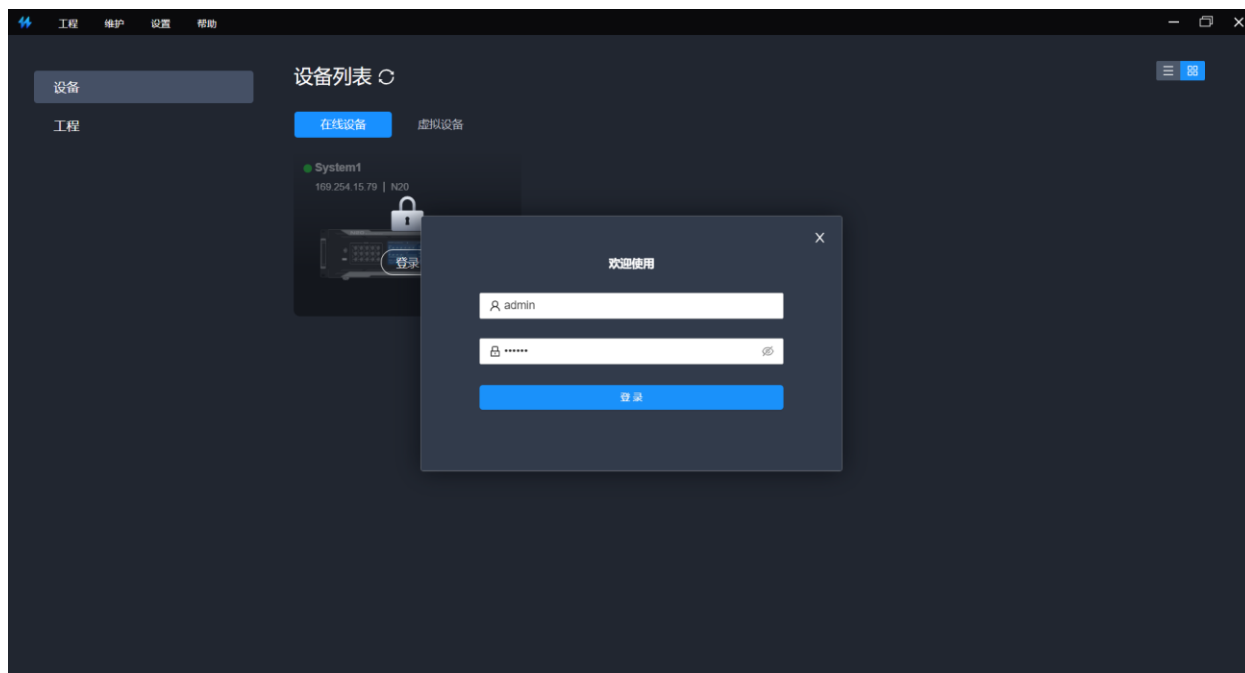 工程 维护 设置 帮助
设备
工程
设备列表
在线设备 虚拟设备
System1
169.254.15.79 | N20
登录
欢迎使用
X
admin
••••••
登 录